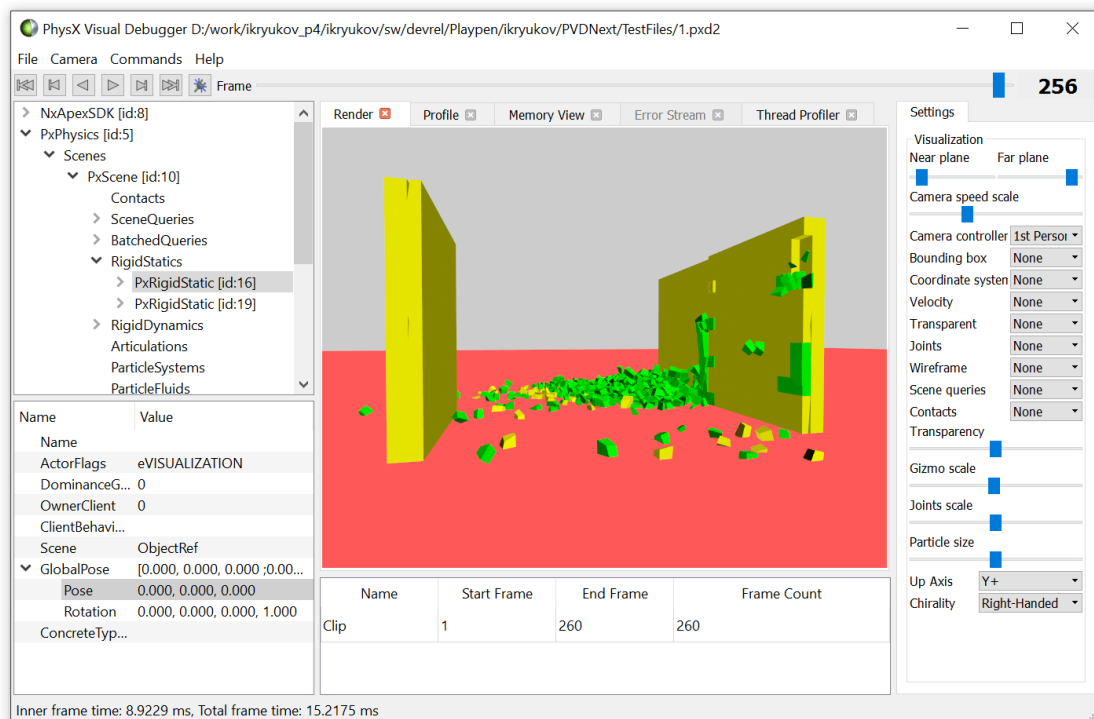 PhysX Visual Debugger D:/work/ikryukov_p4/ikryukov/sw/devrel/Playpen/ikryukov/PVDNext/TestFiles/1.pxd2
File Camera Commands Help
Frame 256
NxApexSDK [id:8]
PxPhysics [id:5]
Scenes
PxScene [id:10]
Contacts
SceneQueries
BatchedQueries
RigidStatics
PxRigidStatic [id:16]
PxRigidStatic [id:19]
RigidDynamics
Articulations
ParticleSystems
ParticleFluids
Name Value
Name
ActorFlags eVISUALIZATION
DominanceG... 0
OwnerClient 0
ClientBehavi...
Scene ObjectRef
GlobalPose [0.000, 0.000, 0.000 ;0.00...
Pose 0.000, 0.000, 0.000
Rotation 0.000, 0.000, 0.000, 1.000
ConcreteTyp...
Render Profile Memory View Error Stream Thread Profiler
Name Start Frame End Frame Frame Count
Clip 1 260 260
Settings
Visualization
Near plane Far plane
Camera speed scale
Camera controller 1st Persor
Bounding box None
Coordinate system None
Velocity None
Transparent None
Joints None
Wireframe None
Scene queries None
Contacts None
Transparency
Gizmo scale
Joints scale
Particle size
Up Axis Y+
Chirality Right-Handed
Inner frame time: 8.9229 ms, Total frame time: 15.2175 ms